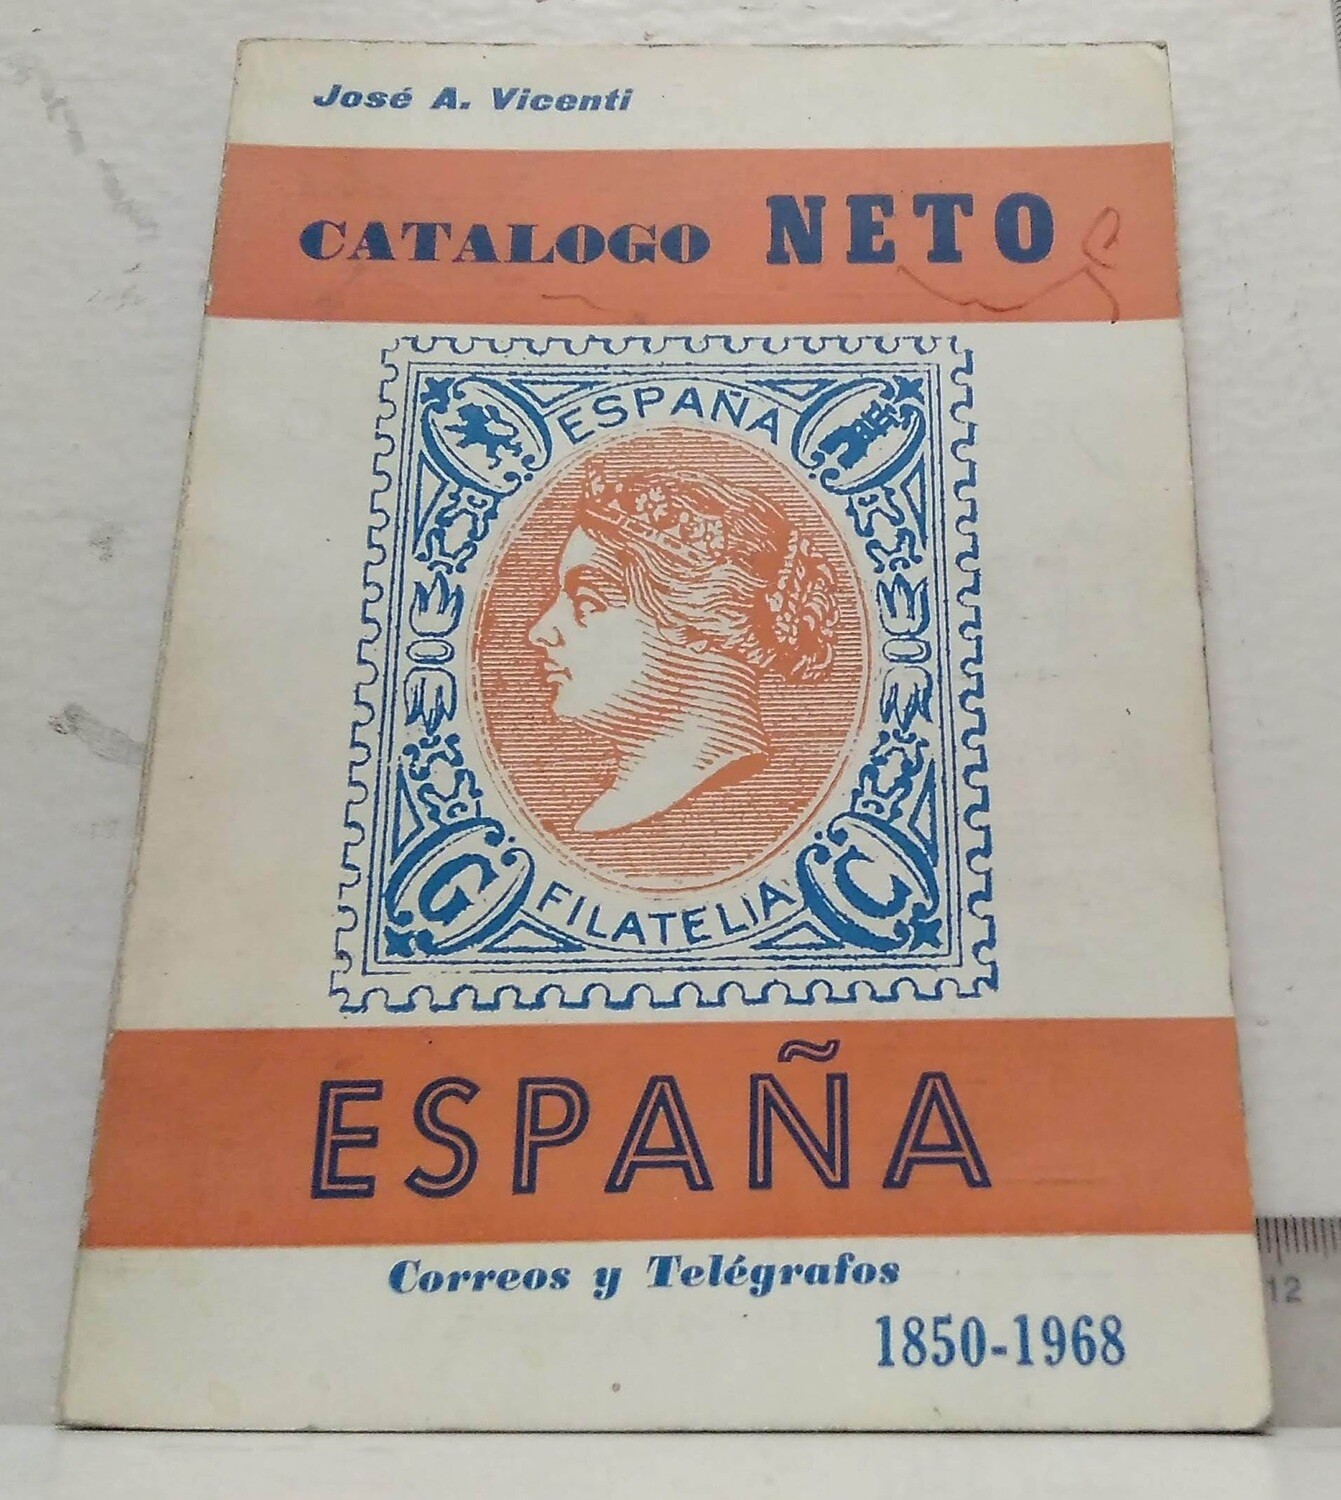 José A. Vicenti
CATALOGO NETO
ESPAÑA
G C
FILATELIA
ESPAÑA
Correos y Telégrafos
1850-1968
12